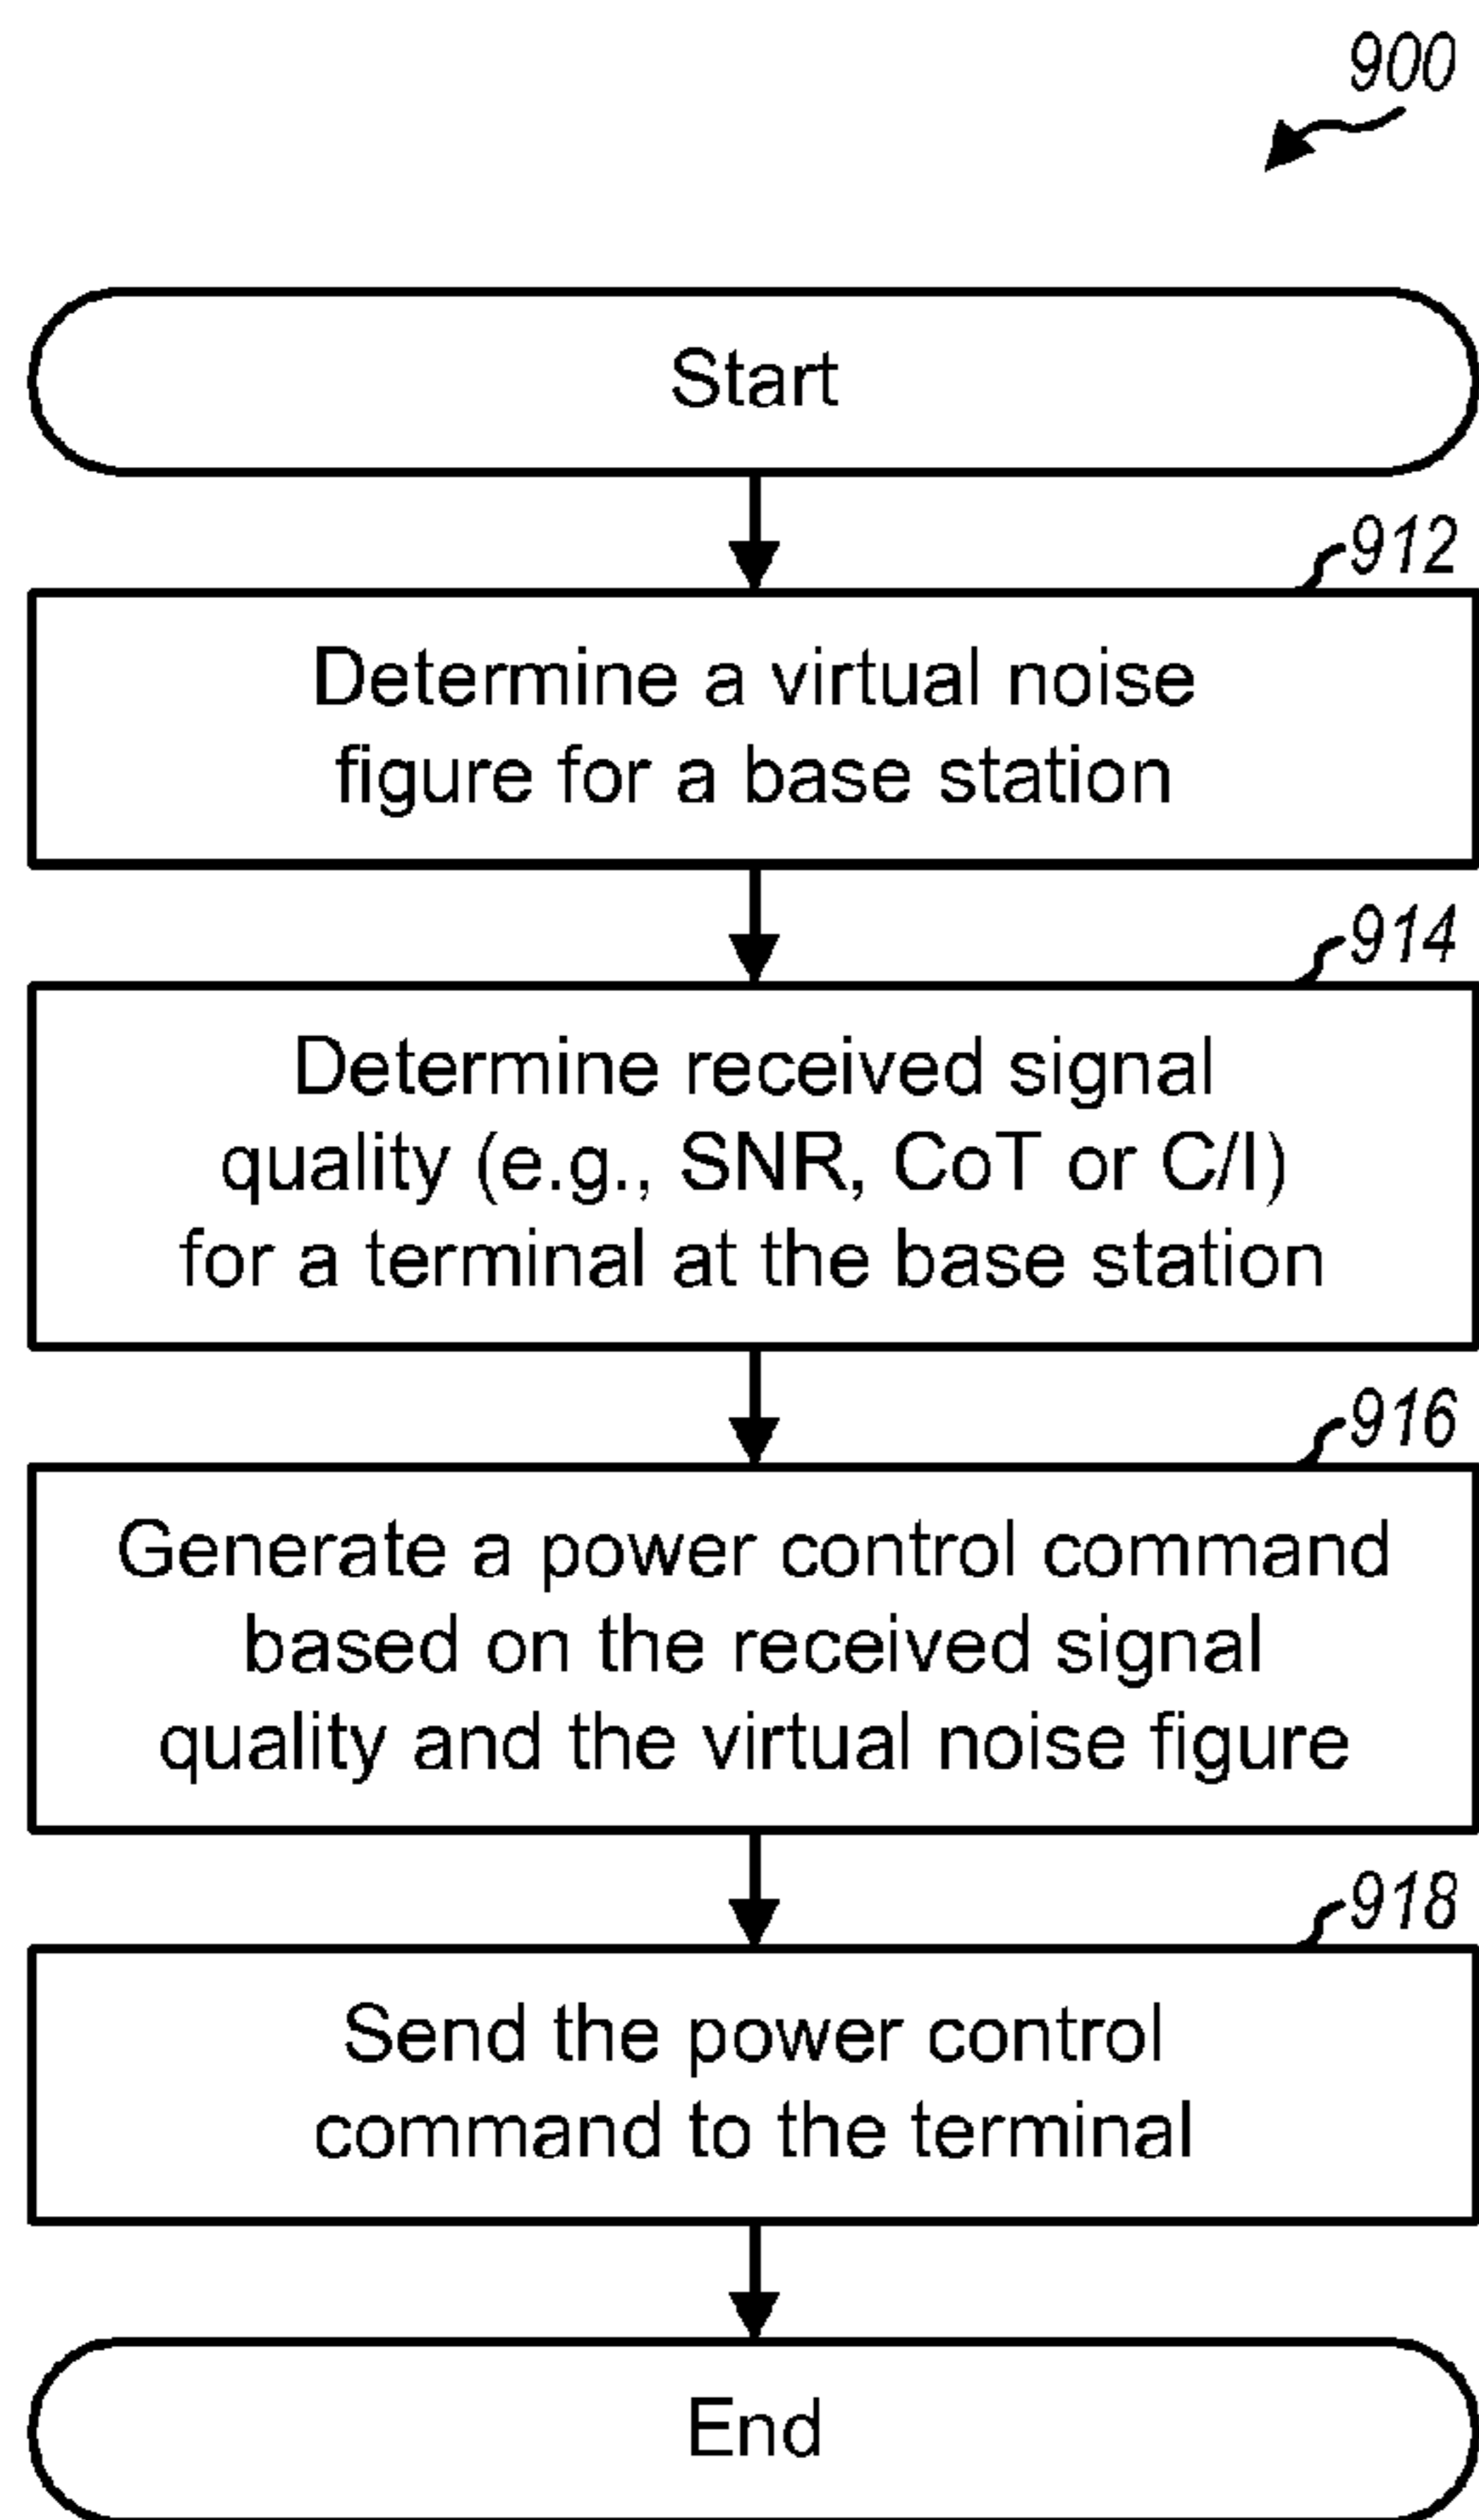 900
Start
912
Determine a virtual noise
figure for a base station
914
Determine received signal
quality (e.g., SNR, CoT or C/I)
for a terminal at the base station
916
Generate a power control command
based on the received signal
quality and the virtual noise figure
918
Send the power control
command to the terminal
End